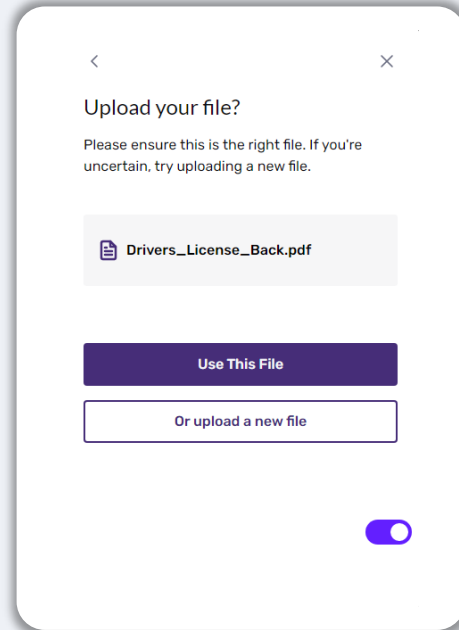 Upload your file?
Please ensure this is the right file. If you're
uncertain, try uploading a new file.
Drivers_License_Back.pdf
Use This File
Or upload a new file